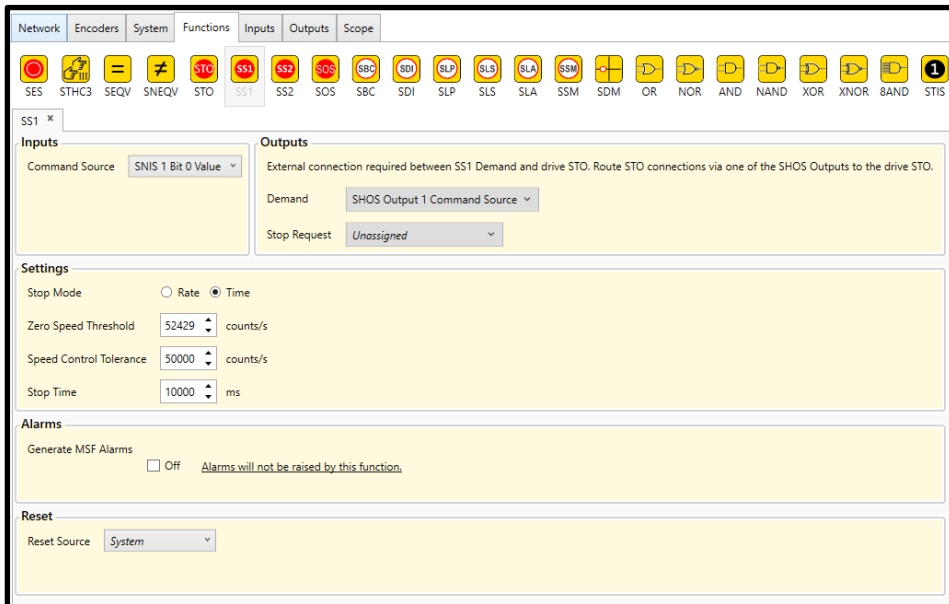 Network Encoders System Functions Inputs Outputs Scope
STO SS1 SS2 SOS SBC SDI SLP SLS SLA SSM 1
SES STHC3 SEQV SNEQV STO SS1 SS2 SOS SBC SDI SLP SLS SLA SSM SDM OR NOR AND NAND XOR XNOR 8AND STIS
SS1 x
Inputs
Command Source SNIS 1 Bit 0 Value
Outputs
External connection required between SS1 Demand and drive STO. Route STO connections via one of the SHOS Outputs to the drive STO.
Demand SHOS Output 1 Command Source
Stop Request Unassigned
Settings
Stop Mode Rate Time
Zero Speed Threshold 52429 counts/s
Speed Control Tolerance 50000 counts/s
Stop Time 10000 ms
Alarms
Generate MSF Alarms
Off Alarms will not be raised by this function.
Reset
Reset Source System